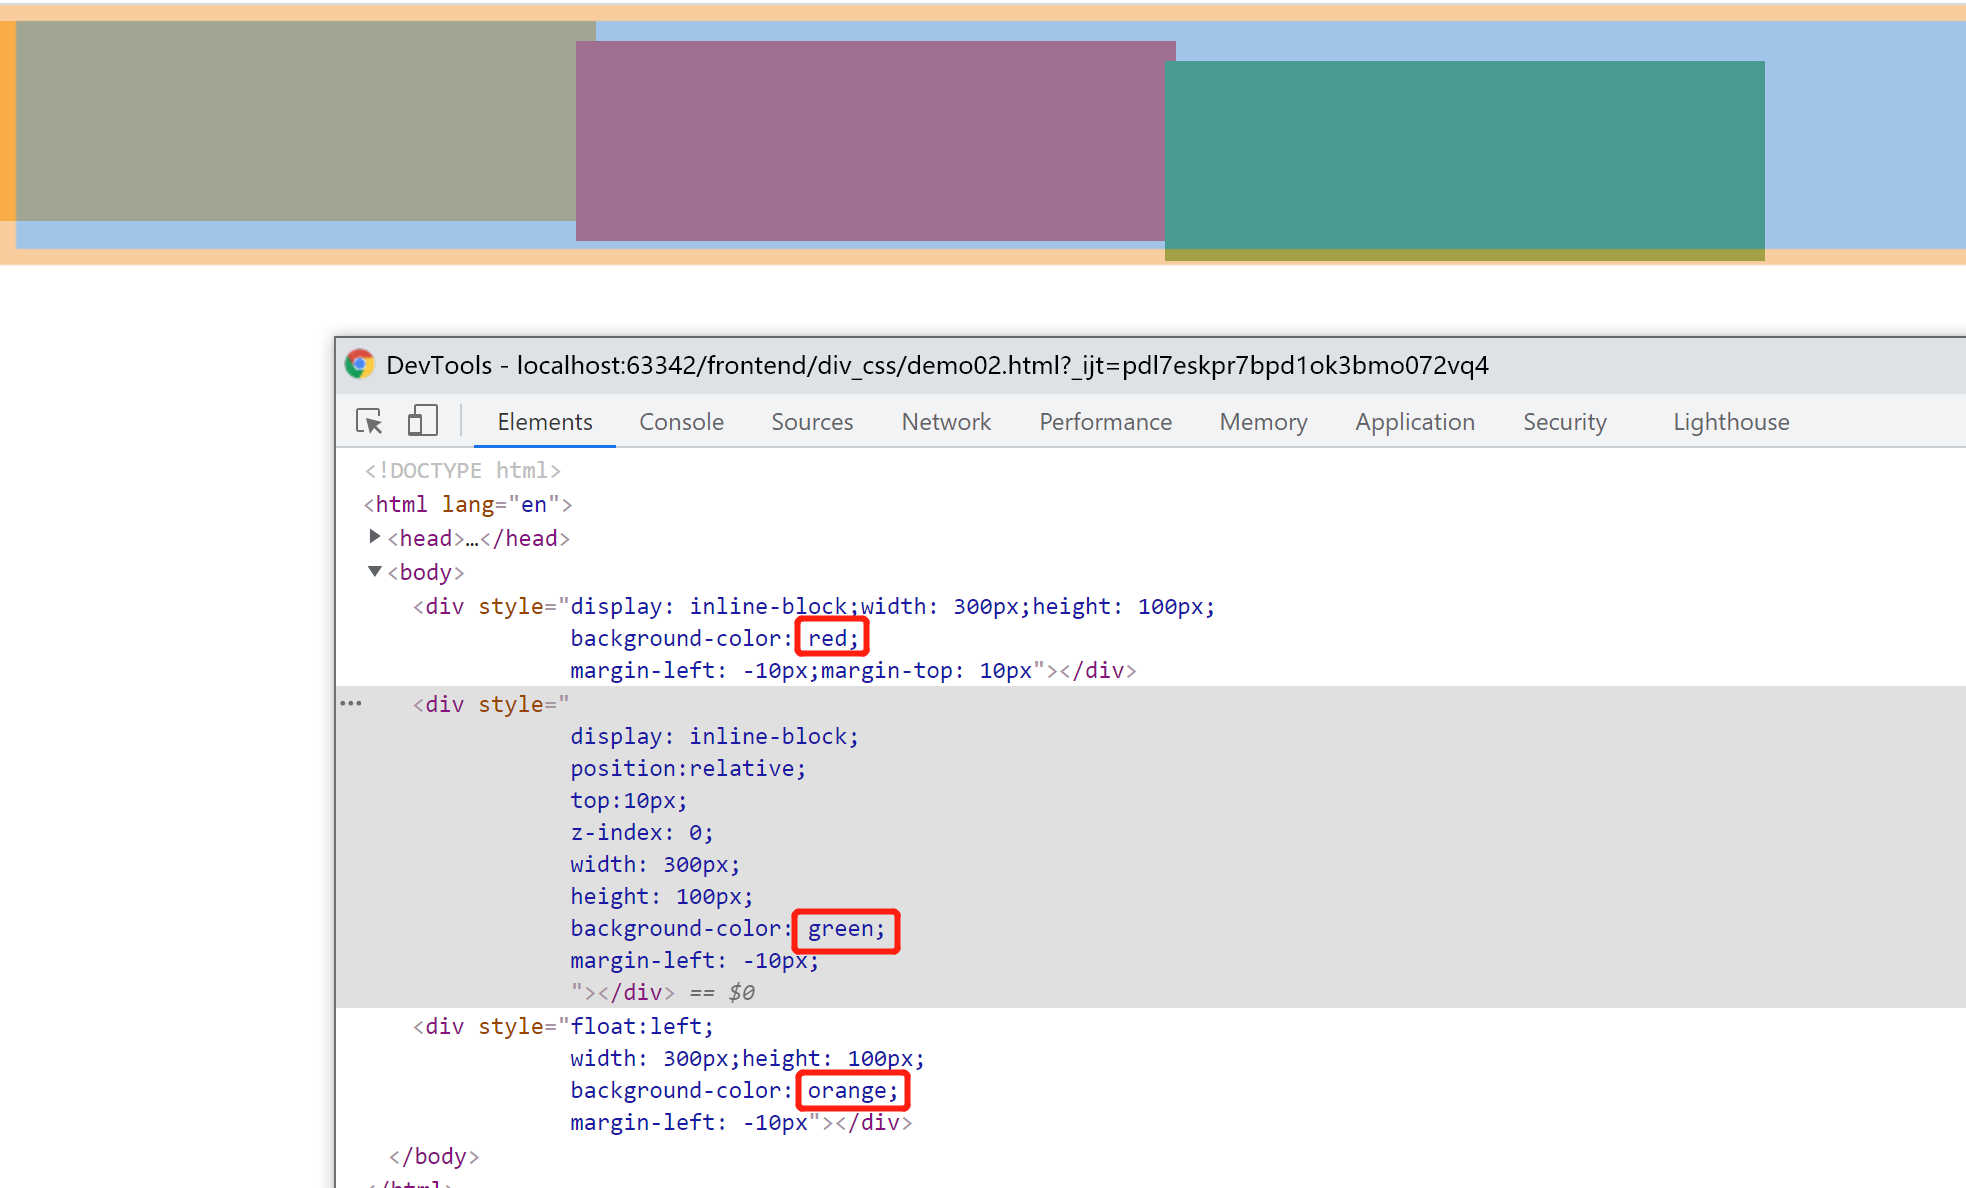 DevTools - localhost:63342/frontend/div_css/demo02.html?_ijt=pdl7eskpr7bpd1ok3bmo072vq4
Elements Console Sources Network Performance Memory Application Security Lighthouse
<!DOCTYPE html>
<html lang="en">
<head>…</head>
<body>
<div style="display: inline-block;width: 300px;height: 100px;
background-color: red;
margin-left: -10px;margin-top: 10px"></div>
<div style="
display: inline-block;
position:relative;
top:10px;
z-index: 0;
width: 300px;
height: 100px;
background-color: green;
margin-left: -10px;
"></div> == $0
<div style="float:left;
width: 300px;height: 100px;
background-color: orange;
margin-left: -10px"></div>
</body>
</html>